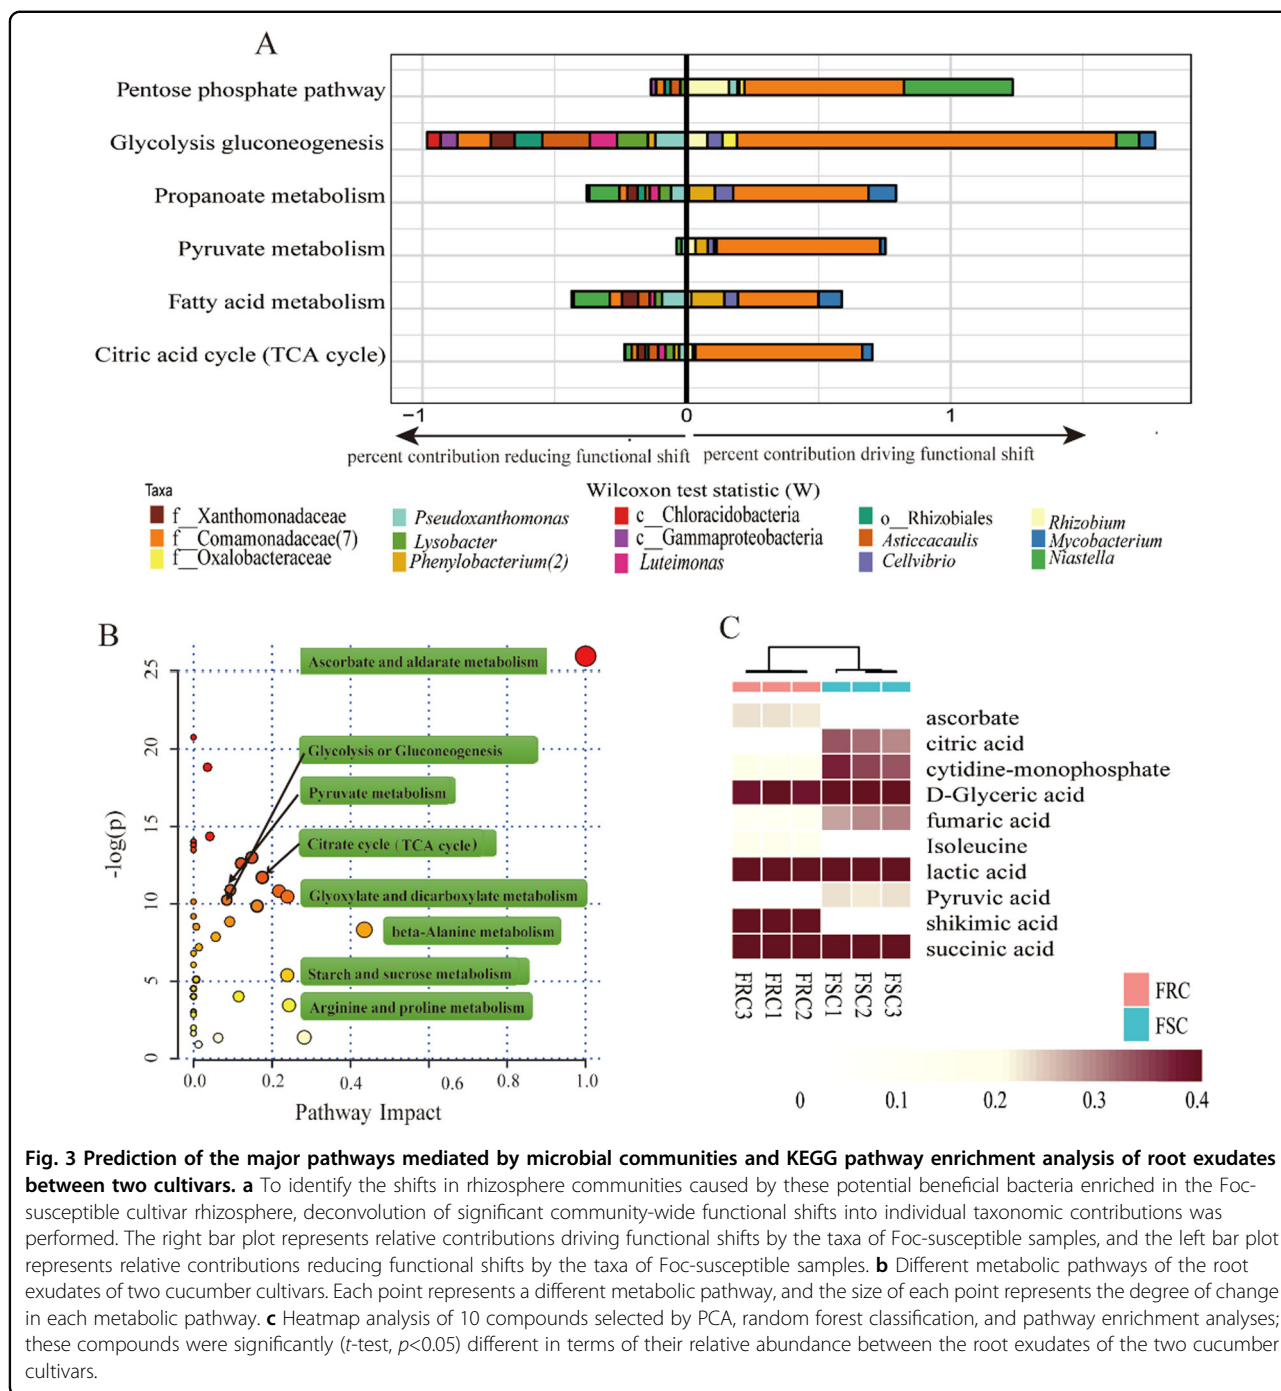 A
Pentose phosphate pathway
Glycolysis gluconeogenesis
Propanoate metabolism
Pyruvate metabolism
Fatty acid metabolism
Citric acid cycle (TCA cycle)
−1 0 1
percent contribution reducing functional shift percent contribution driving functional shift
Taxa Wilcoxon test statistic (W)
f__Xanthomonadaceae Pseudoxanthomonas c__Chloracidobacteria o__Rhizobiales Rhizobium
f__Comamonadaceae(7) Lysobacter c__Gammaproteobacteria Asticcacaulis Mycobacterium
f__Oxalobacteraceae Phenylobacterium(2) Luteimonas Cellvibrio Niastella
B
Ascorbate and aldarate metabolism
Glycolysis or Gluconeogenesis
Pyruvate metabolism
Citrate cycle (TCA cycle)
Glyoxylate and dicarboxylate metabolism
beta-Alanine metabolism
Starch and sucrose metabolism
Arginine and proline metabolism
25
20
15
10
5
0
-log(p)
0.0 0.2 0.4 0.6 0.8 1.0
Pathway Impact
C
ascorbate
citric acid
cytidine-monophosphate
D-Glyceric acid
fumaric acid
Isoleucine
lactic acid
Pyruvic acid
shikimic acid
succinic acid
FRC3 FRC1 FRC2 FSC1 FSC2 FSC3
FRC
FSC
0 0.1 0.2 0.3 0.4
Fig. 3 Prediction of the major pathways mediated by microbial communities and KEGG pathway enrichment analysis of root exudates
between two cultivars. a To identify the shifts in rhizosphere communities caused by these potential beneficial bacteria enriched in the Foc-
susceptible cultivar rhizosphere, deconvolution of significant community-wide functional shifts into individual taxonomic contributions was
performed. The right bar plot represents relative contributions driving functional shifts by the taxa of Foc-susceptible samples, and the left bar plot
represents relative contributions reducing functional shifts by the taxa of Foc-susceptible samples. b Different metabolic pathways of the root
exudates of two cucumber cultivars. Each point represents a different metabolic pathway, and the size of each point represents the degree of change
in each metabolic pathway. c Heatmap analysis of 10 compounds selected by PCA, random forest classification, and pathway enrichment analyses;
these compounds were significantly (t-test, p<0.05) different in terms of their relative abundance between the root exudates of the two cucumber
cultivars.